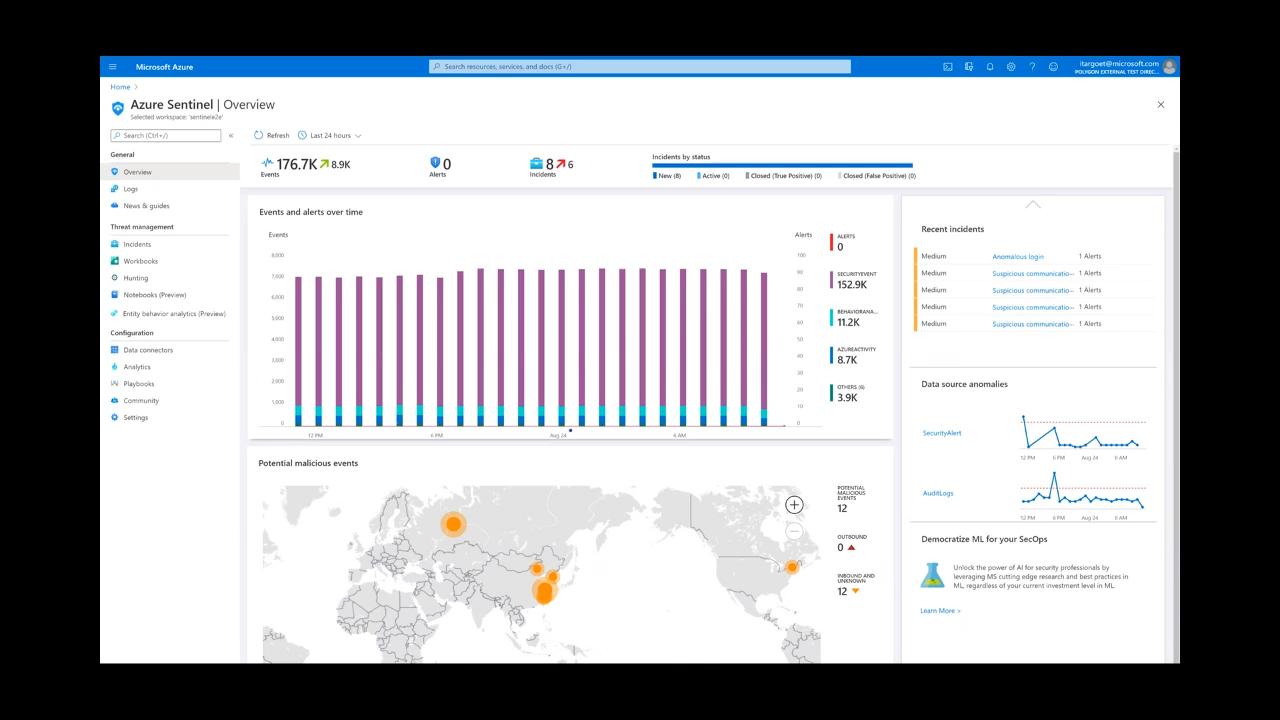 Microsoft Azure
Search resources, services, and docs (G+/)
itargoet@microsoft.com
POLYGON EXTERNAL TEST DIREC...
Home >
Azure Sentinel | Overview
Selected workspace: 'sentinele2e'
Search (Ctrl+/)
«
General
Overview
Logs
News & guides
Threat management
Incidents
Workbooks
Hunting
Notebooks (Preview)
Entity behavior analytics (Preview)
Configuration
Data connectors
Analytics
Playbooks
Community
Settings
Refresh
Last 24 hours
176.7K 8.9K
Events
0
Alerts
8 6
Incidents
Incidents by status
New (8)
Active (0)
Closed (True Positive) (0)
Closed (False Positive) (0)
Events and alerts over time
Events
8,000
7,000
6,000
5,000
4,000
3,000
2,000
1,000
0
12 PM
6 PM
Aug 24
6 AM
Alerts
100
90
80
70
60
50
40
30
20
10
0
ALERTS
0
SECURITYEVENT
152.9K
BEHAVIORANA...
11.2K
AZUREACTIVITY
8.7K
OTHERS (6)
3.9K
Potential malicious events
POTENTIAL
MALICIOUS
EVENTS
12
OUTBOUND
0
INBOUND AND
UNKNOWN
12
Recent incidents
Medium Anomalous login 1 Alerts
Medium Suspicious communicatio... 1 Alerts
Medium Suspicious communicatio... 1 Alerts
Medium Suspicious communicatio... 1 Alerts
Medium Suspicious communicatio... 1 Alerts
Data source anomalies
SecurityAlert
12 PM 6 PM Aug 24 6 AM
AuditLogs
12 PM 6 PM Aug 24 6 AM
Democratize ML for your SecOps
Unlock the power of AI for security professionals by
leveraging MS cutting edge research and best practices in
ML, regardless of your current investment level in ML.
Learn More >